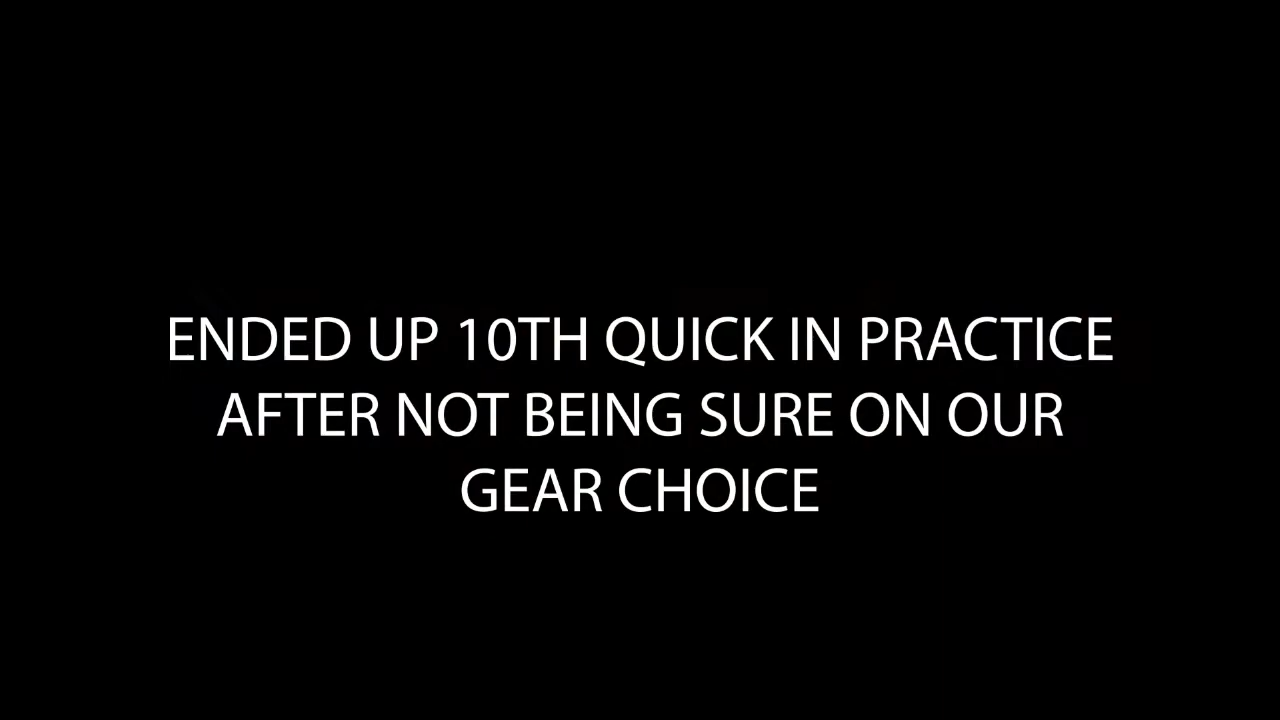 ENDED UP 10TH QUICK IN PRACTICE
AFTER NOT BEING SURE ON OUR
GEAR CHOICE